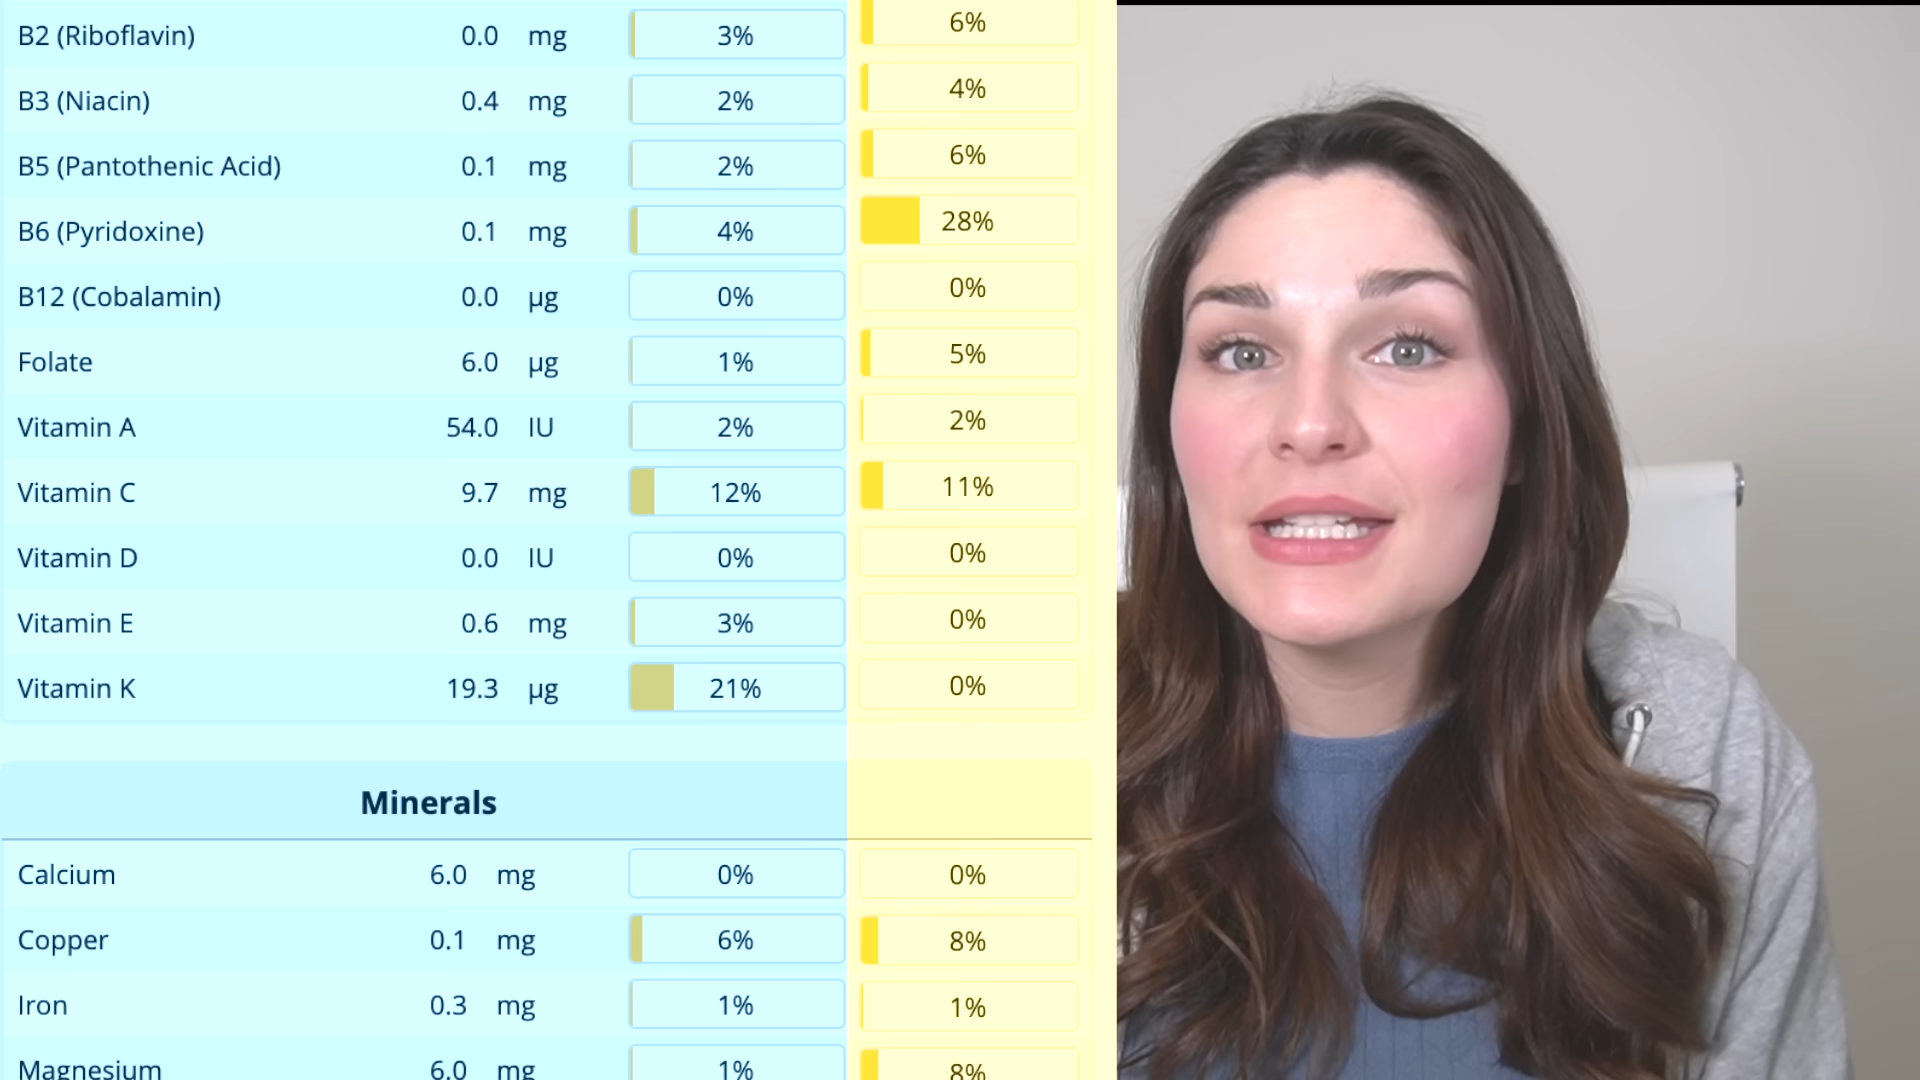 B2 (Riboflavin) 0.0 mg 3% 6%
B3 (Niacin) 0.4 mg 2% 4%
B5 (Pantothenic Acid) 0.1 mg 2% 6%
B6 (Pyridoxine) 0.1 mg 4% 28%
B12 (Cobalamin) 0.0 µg 0% 0%
Folate 6.0 µg 1% 5%
Vitamin A 54.0 IU 2% 2%
Vitamin C 9.7 mg 12% 11%
Vitamin D 0.0 IU 0% 0%
Vitamin E 0.6 mg 3% 0%
Vitamin K 19.3 µg 21% 0%
Minerals
Calcium 6.0 mg 0% 0%
Copper 0.1 mg 6% 8%
Iron 0.3 mg 1% 1%
Magnesium 6.0 mg 1% 8%